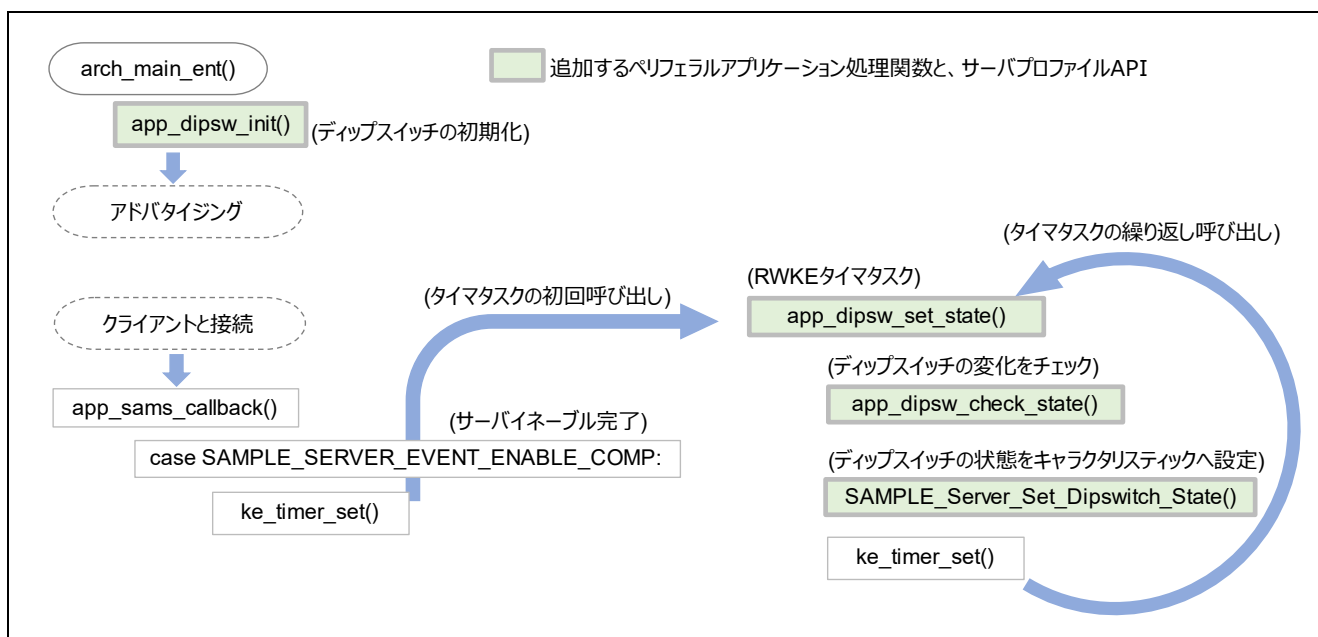 arch_main_ent()
追加するペリフェラルアプリケーション処理関数と、サーバプロファイルAPI
app_dipsw_init()
(ディップスイッチの初期化)
アドバタイジング
(タイマタスクの繰り返し呼び出し)
(RWKEタイマタスク)
(タイマタスクの初回呼び出し)
app_dipsw_set_state()
クライアントと接続
(ディップスイッチの変化をチェック)
app_dipsw_check_state()
app_sams_callback()
(サーバイネーブル完了)
case SAMPLE_SERVER_EVENT_ENABLE_COMP:
(ディップスイッチの状態をキャラクタリスティックへ設定)
SAMPLE_Server_Set_Dipswitch_State()
ke_timer_set()
ke_timer_set()